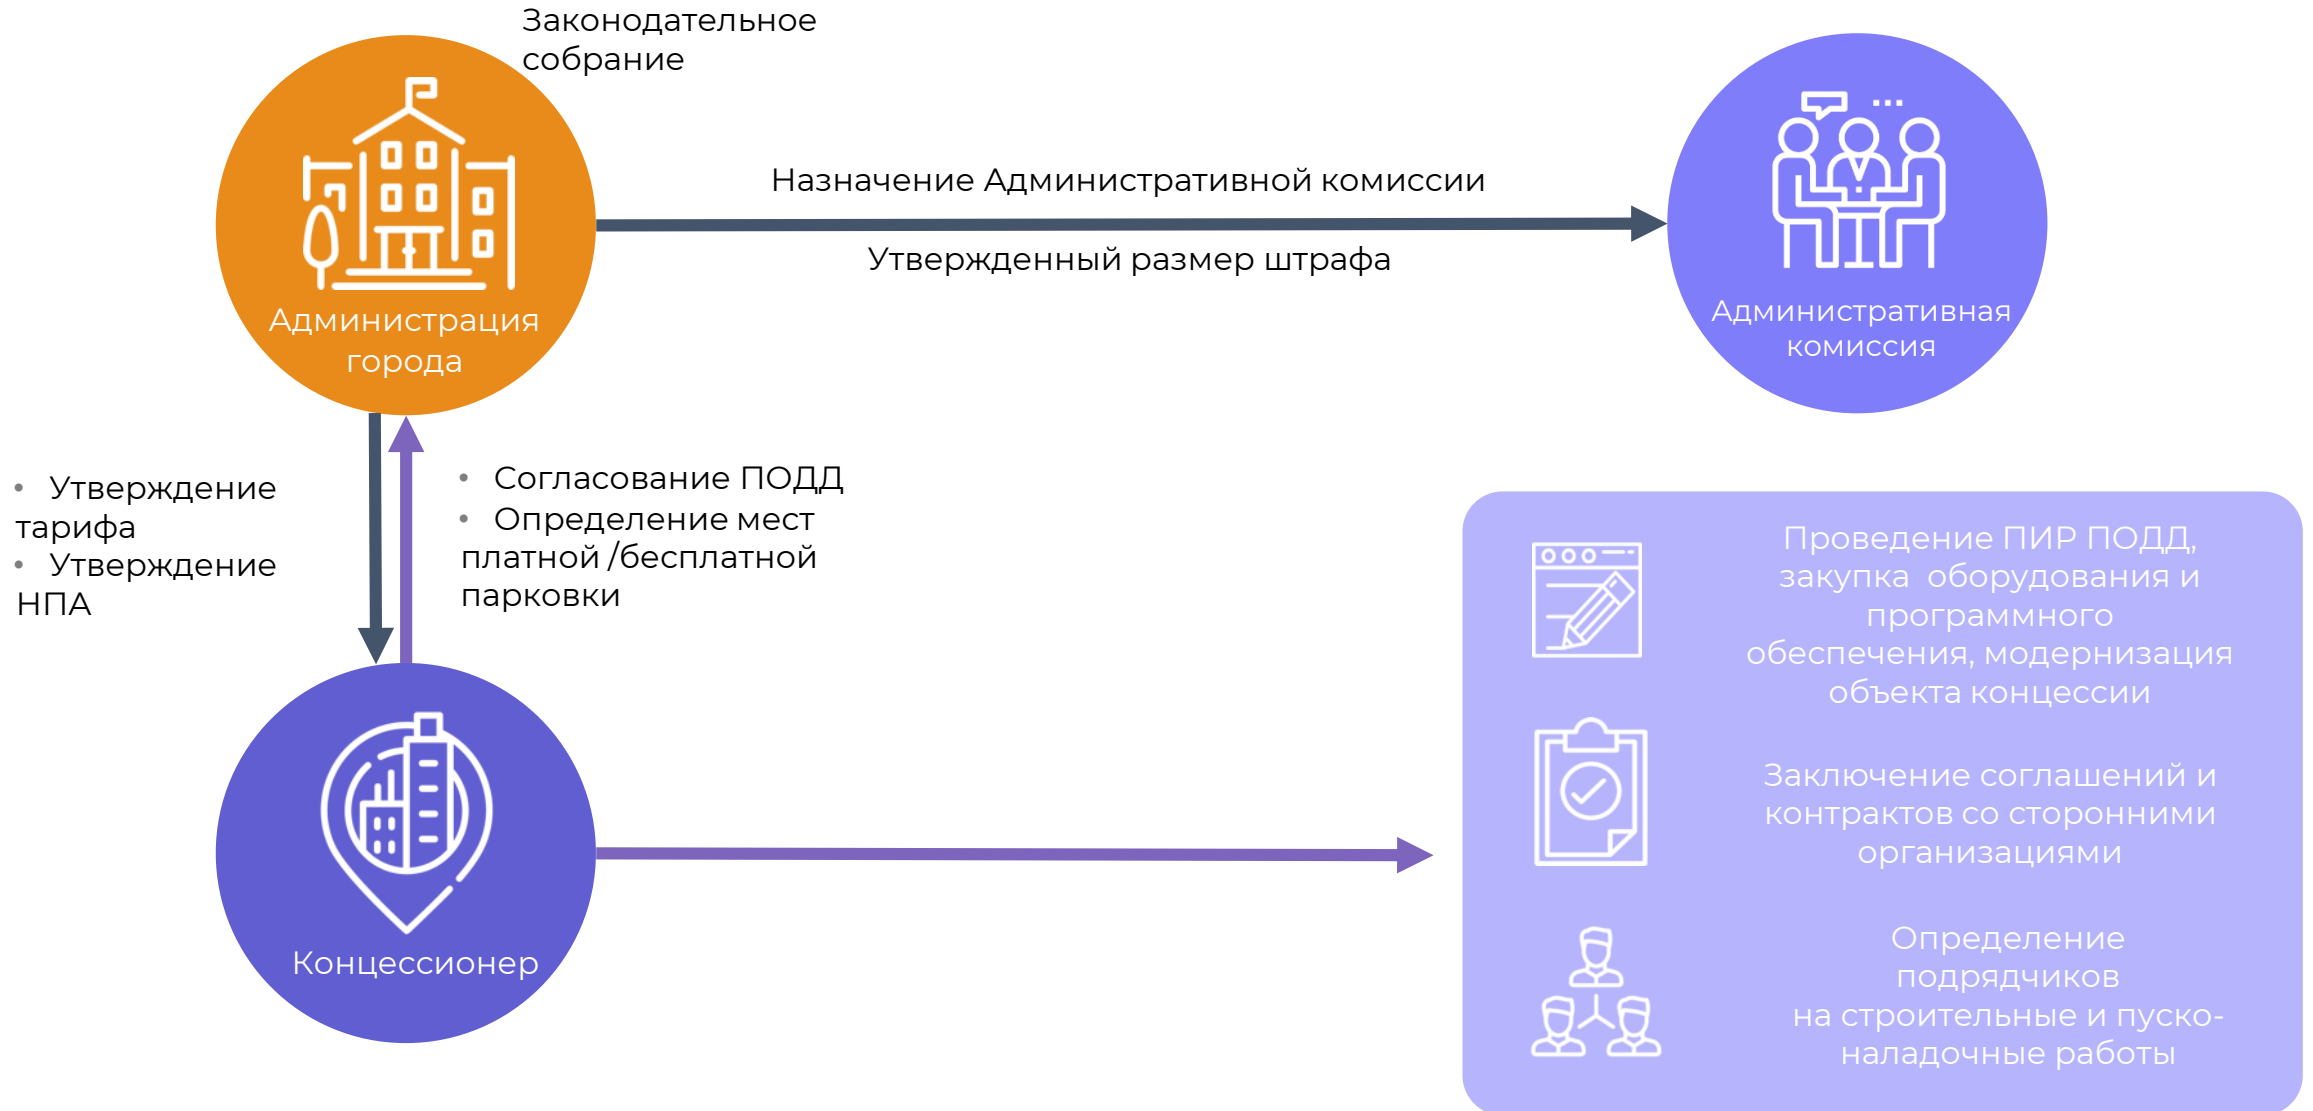 Законодательное
собрание
Администрация
города
Назначение Административной комиссии
Утвержденный размер штрафа
Административная
комиссия
• Утверждение
тарифа
• Утверждение
НПА
• Согласование ПОДД
• Определение мест
платной /бесплатной
парковки
Концессионер
Проведение ПИР ПОДД,
закупка оборудования и
программного
обеспечения, модернизация
объекта концессии
Заключение соглашений и
контрактов со сторонними
организациями
Определение
подрядчиков
на строительные и пуско-
наладочные работы